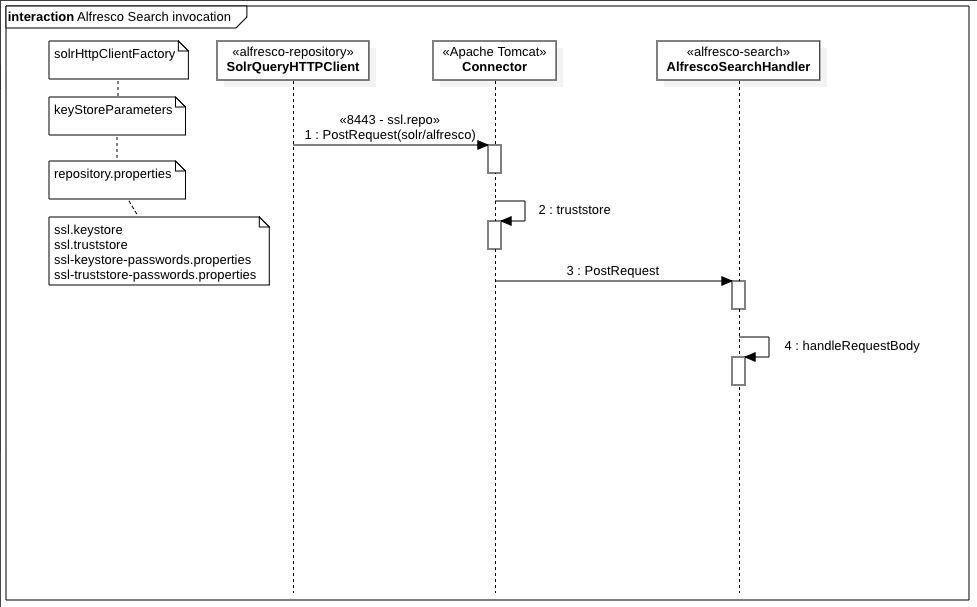 interaction Alfresco Search invocation
solrHttpClientFactory
keyStoreParameters
repository.properties
ssl.keystore
ssl.truststore
ssl-keystore-passwords.properties
ssl-truststore-passwords.properties
«alfresco-repository»
SolrQueryHTTPClient
«Apache Tomcat»
Connector
«alfresco-search»
AlfrescoSearchHandler
«8443 - ssl.repo»
1 : PostRequest(solr/alfresco)
2 : truststore
3 : PostRequest
4 : handleRequestBody